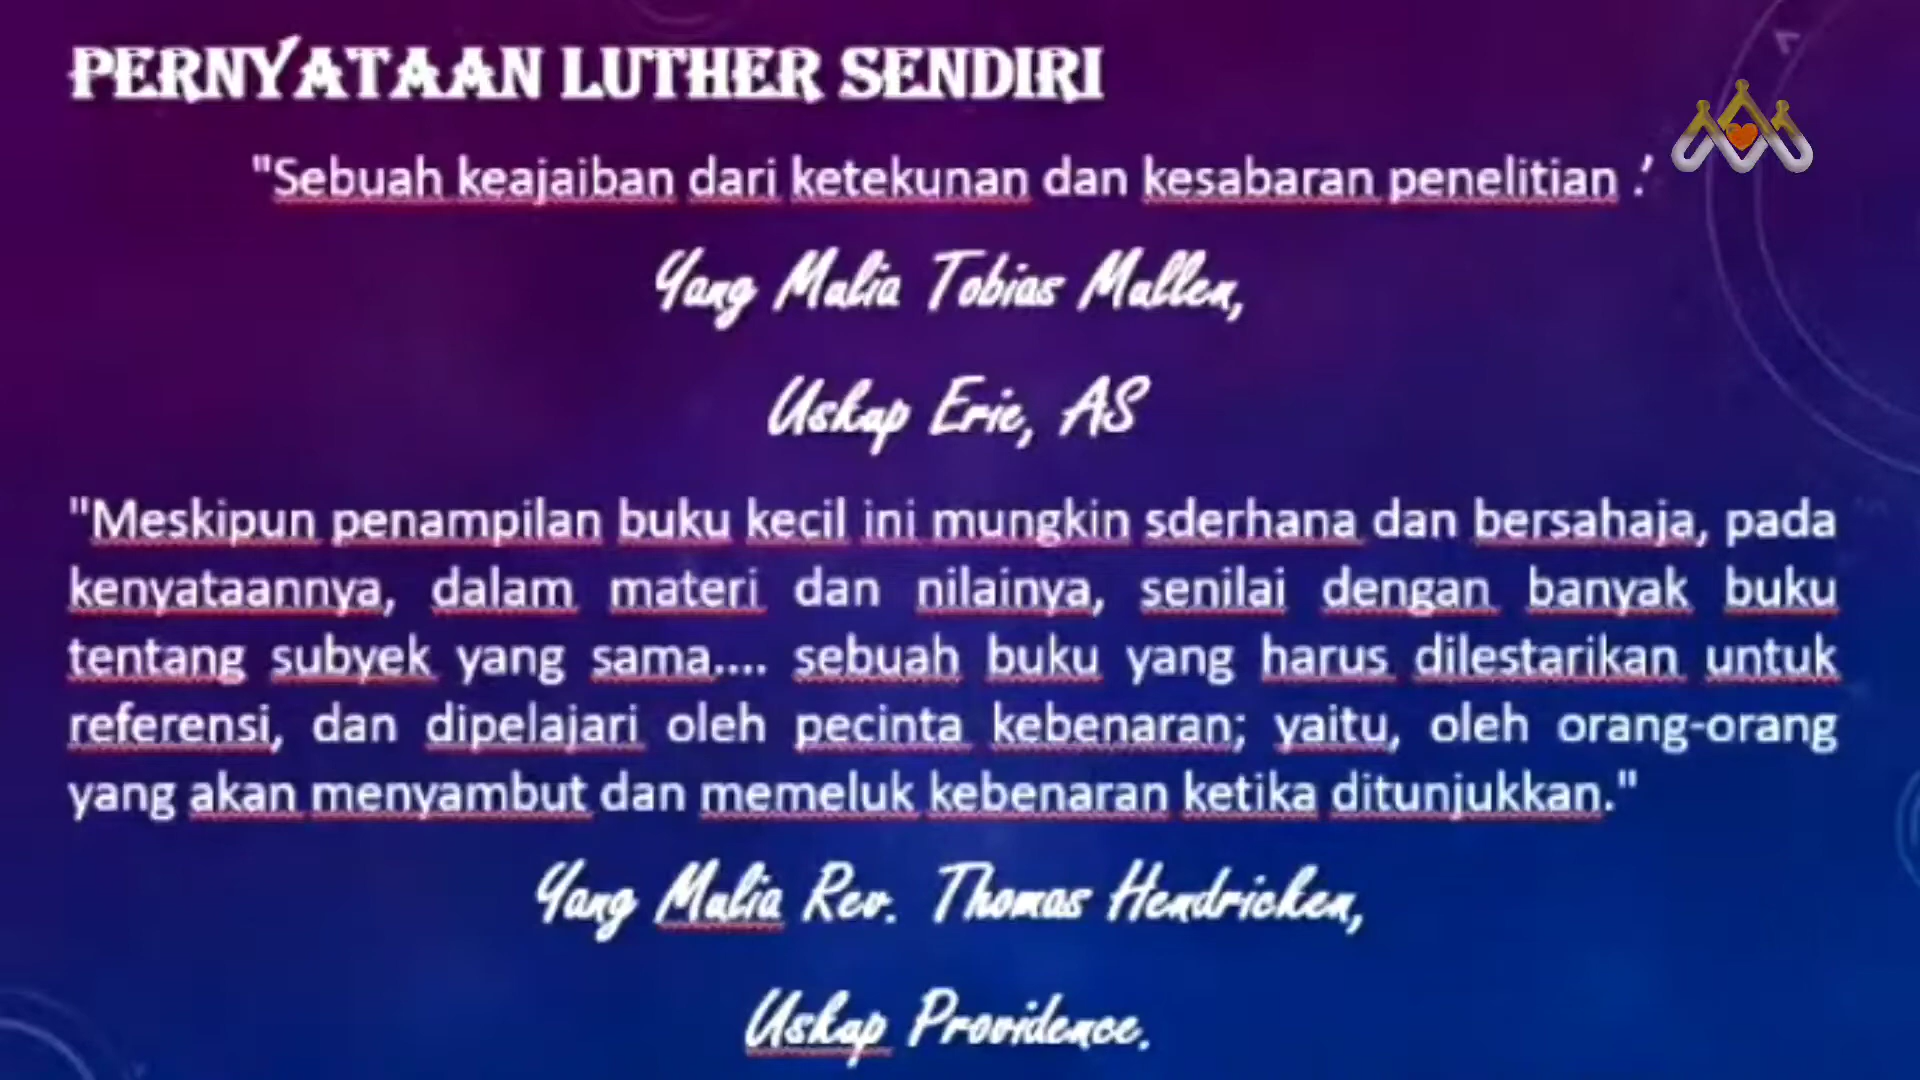 PERNYATAAN LUTHER SENDIRI
"Sebuah keajaiban dari ketekunan dan kesabaran penelitian .'
Yang Mulia Tobias Mullen,
Uskup Erie, AS
"Meskipun penampilan buku kecil ini mungkin sderhana dan bersahaja, pada
kenyataannya, dalam materi dan nilainya, senilai dengan banyak buku
tentang subyek yang sama.... sebuah buku yang harus dilestarikan untuk
referensi, dan dipelajari oleh pecinta kebenaran; yaitu, oleh orang-orang
yang akan menyambut dan memeluk kebenaran ketika ditunjukkan."
Yang Mulia Rev. Thomas Hendricken,
Uskup Providence.